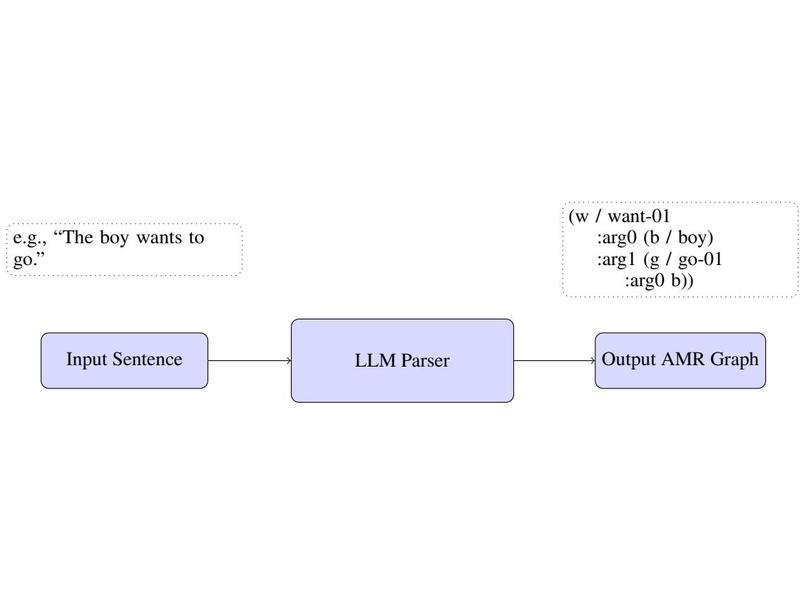 e.g., “The boy wants to
go.”
(w / want-01
:arg0 (b / boy)
:arg1 (g / go-01
:arg0 b))
Input Sentence
LLM Parser
Output AMR Graph